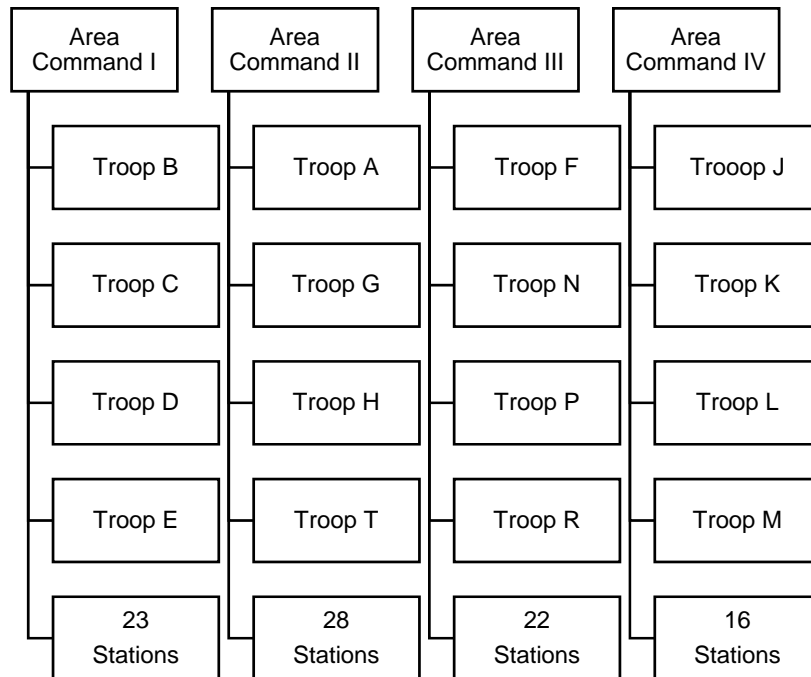 Area
Command I
Troop B
Troop C
Troop D
Troop E
23
Stations
Area
Command II
Troop A
Troop G
Troop H
Troop T
28
Stations
Area
Command III
Troop F
Troop N
Troop P
Troop R
22
Stations
Area
Command IV
Trooop J
Troop K
Troop L
Troop M
16
Stations